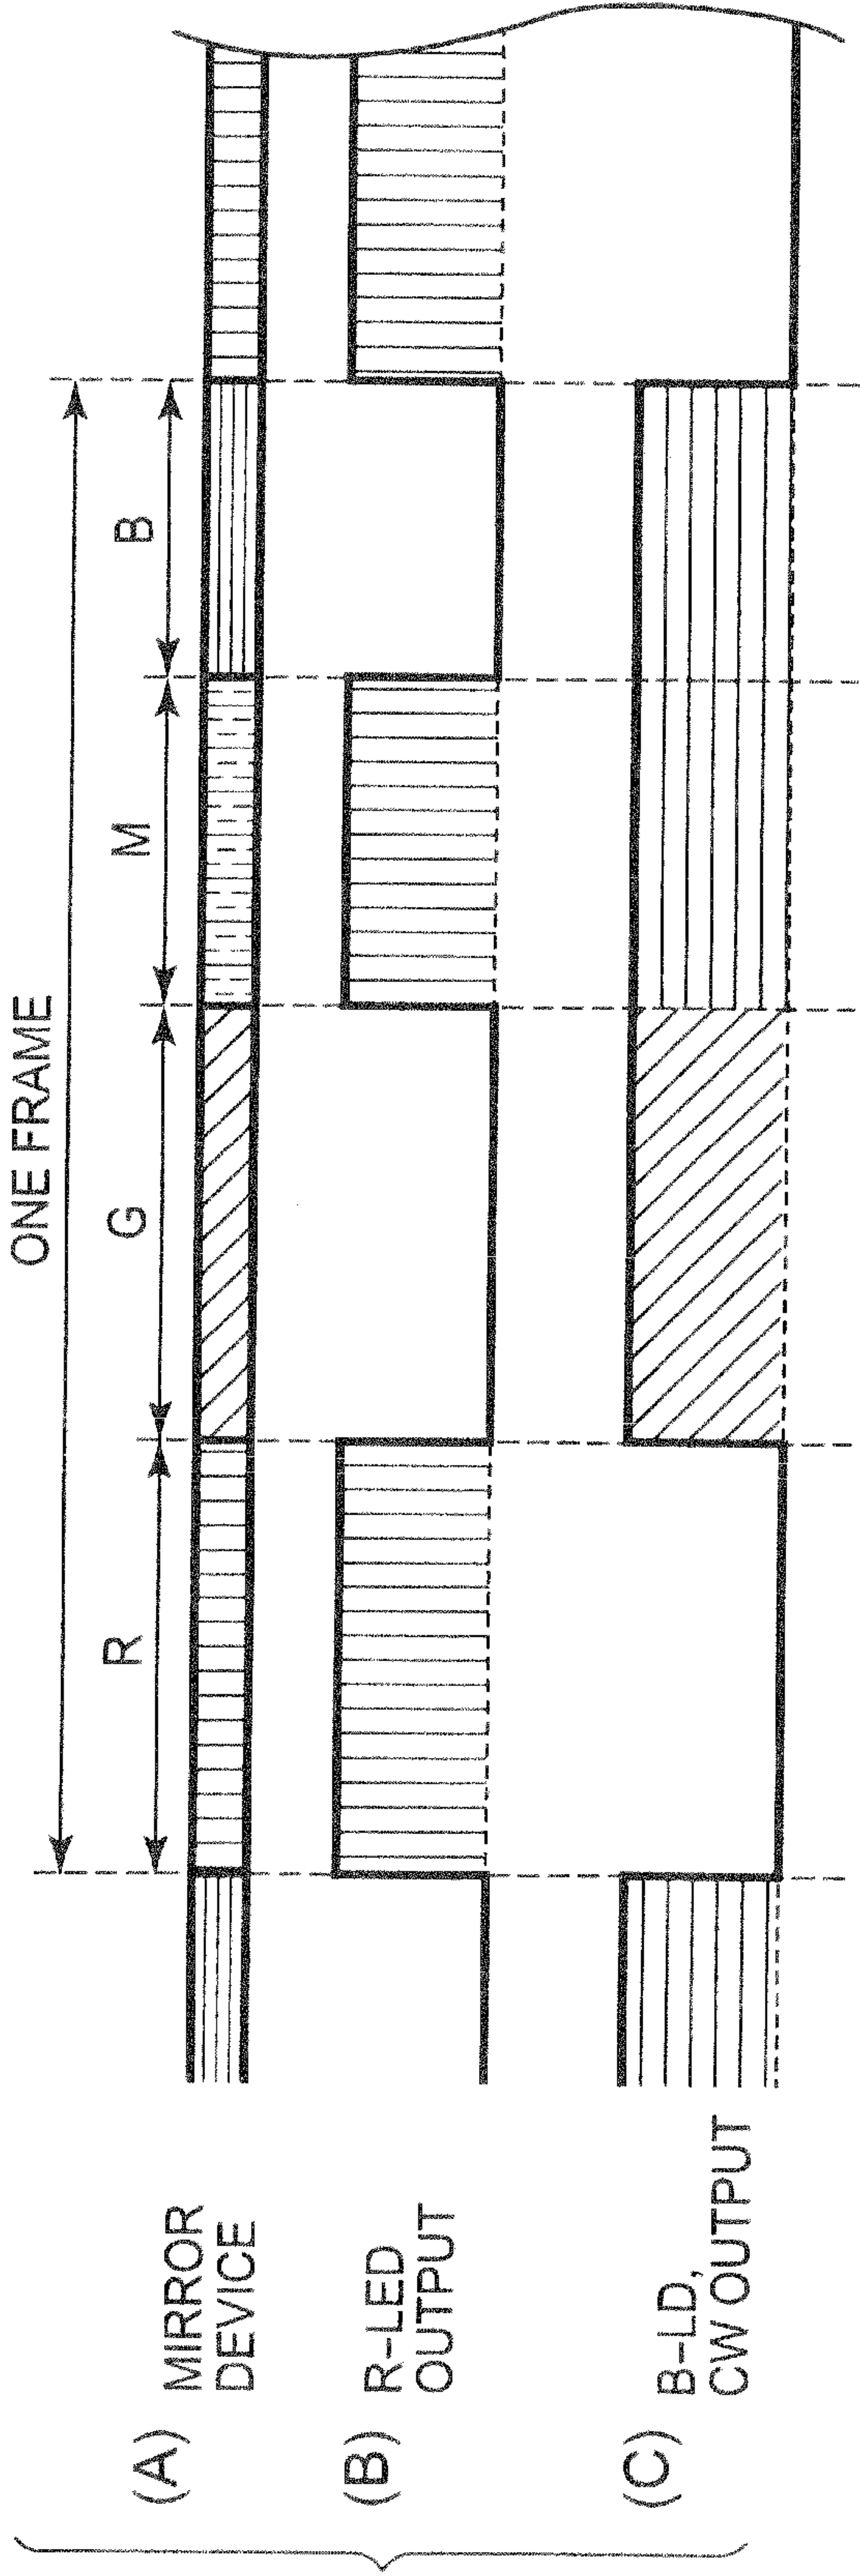 ONE FRAME
R
G
M
B
(A) MIRROR
DEVICE
(B) R-LED
OUTPUT
(C) B-LD,
CW OUTPUT